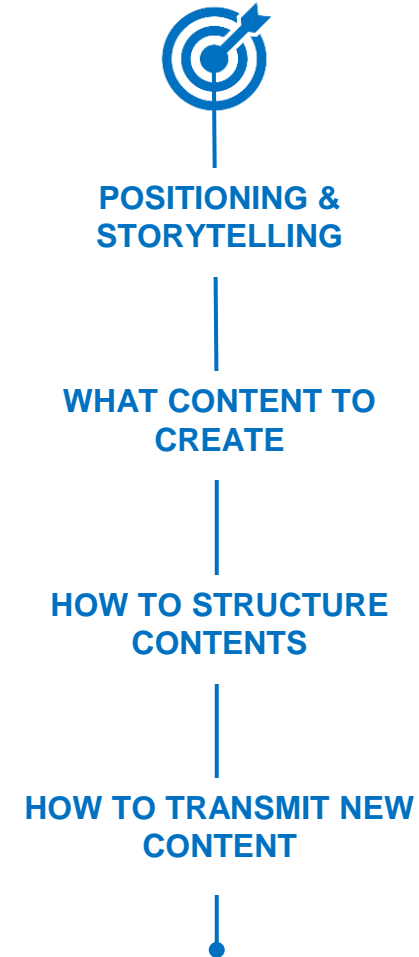 POSITIONING &
STORYTELLING
WHAT CONTENT TO
CREATE
HOW TO STRUCTURE
CONTENTS
HOW TO TRANSMIT NEW
CONTENT